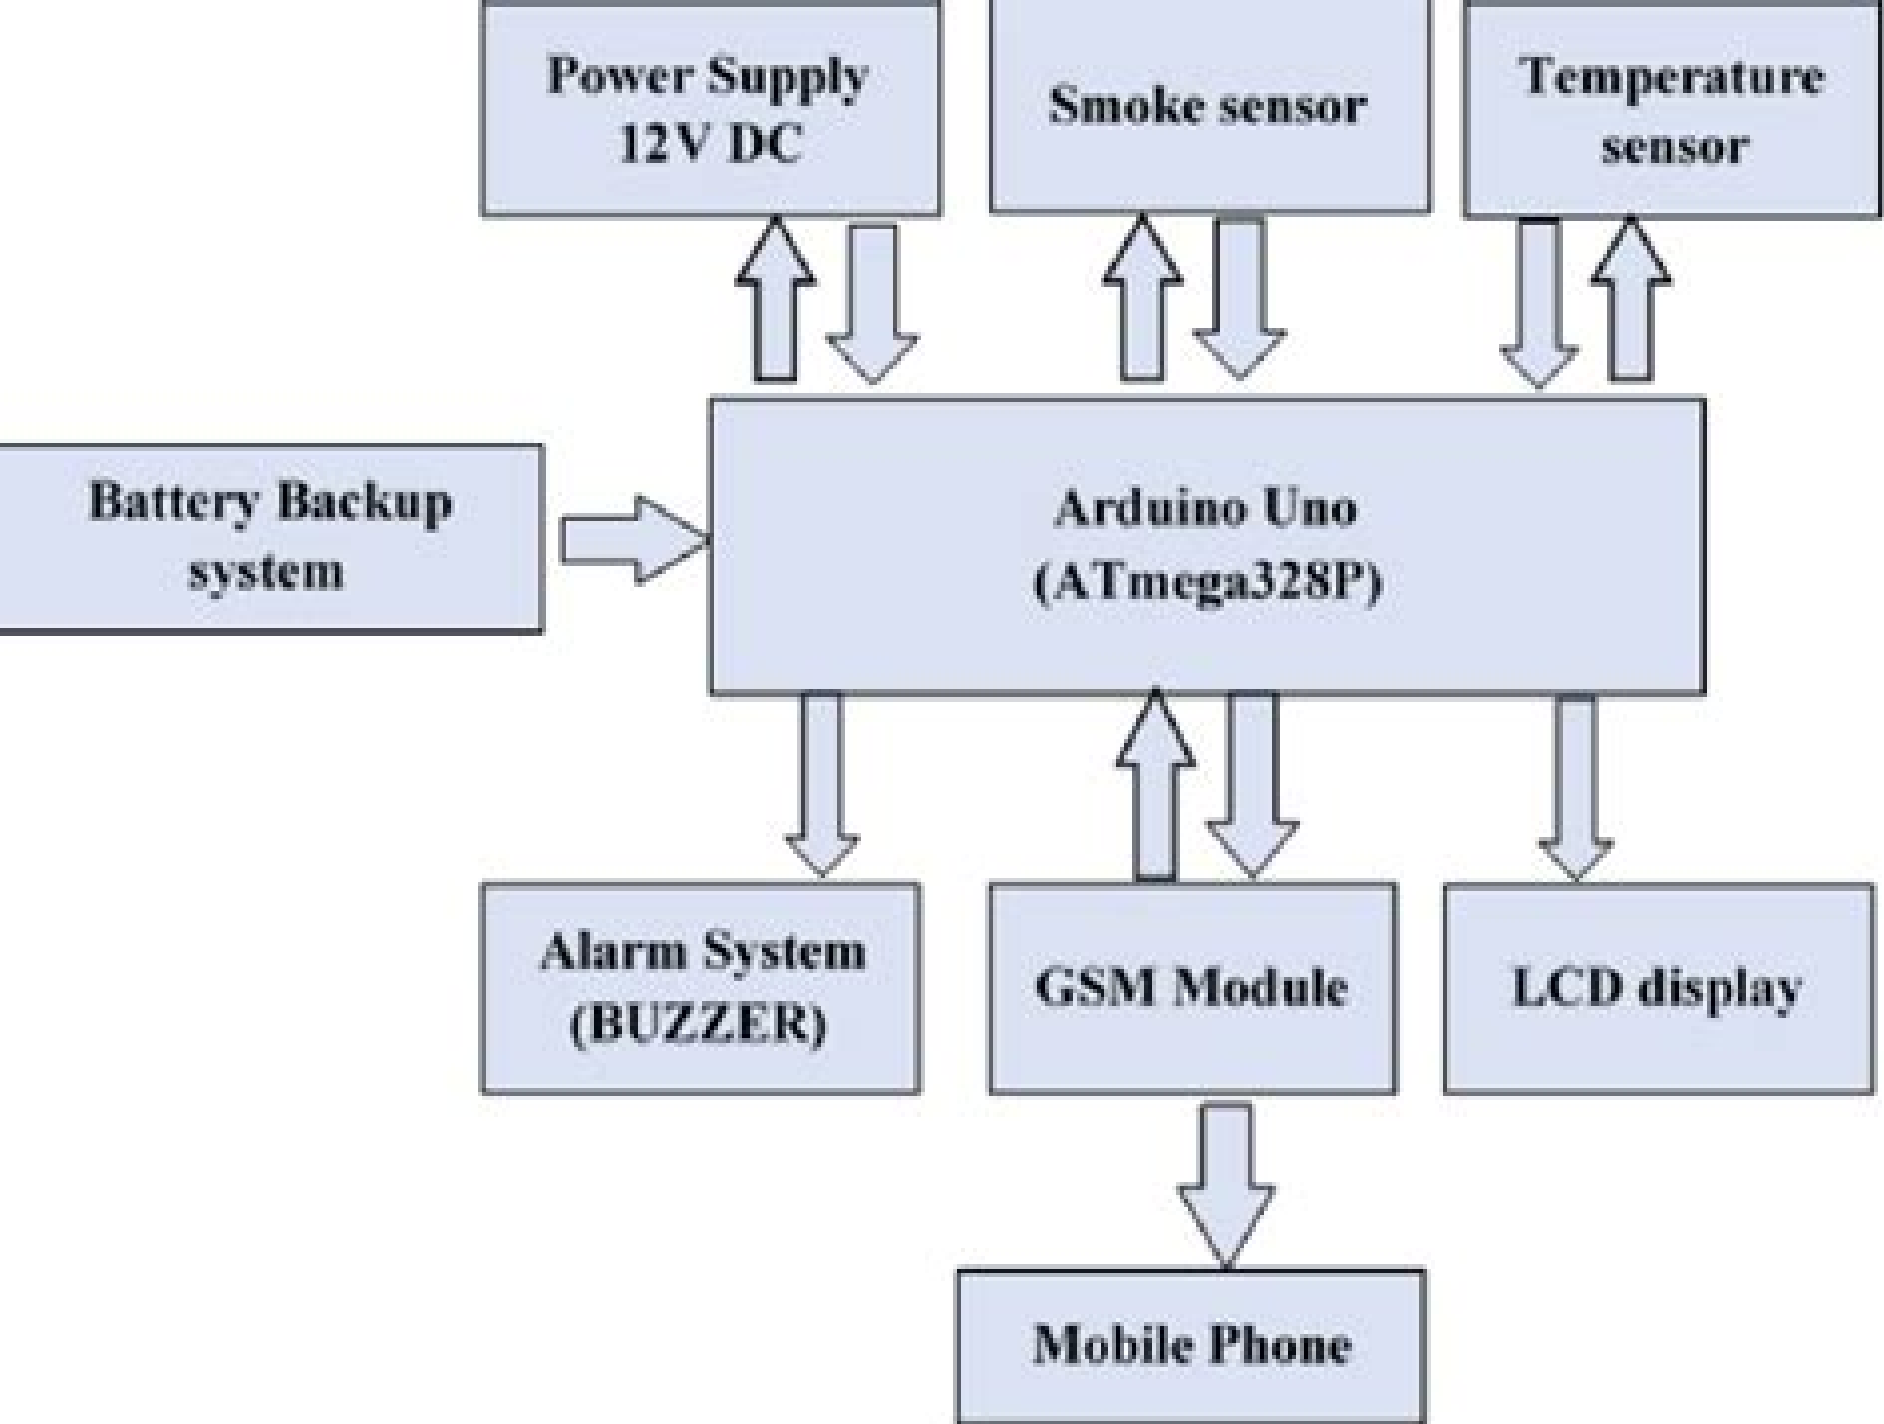 Power Supply
12V DC
Smoke sensor
Temperature
sensor
Battery Backup
system
Arduino Uno
(ATmega328P)
Alarm System
(BUZZER)
GSM Module
LCD display
Mobile Phone